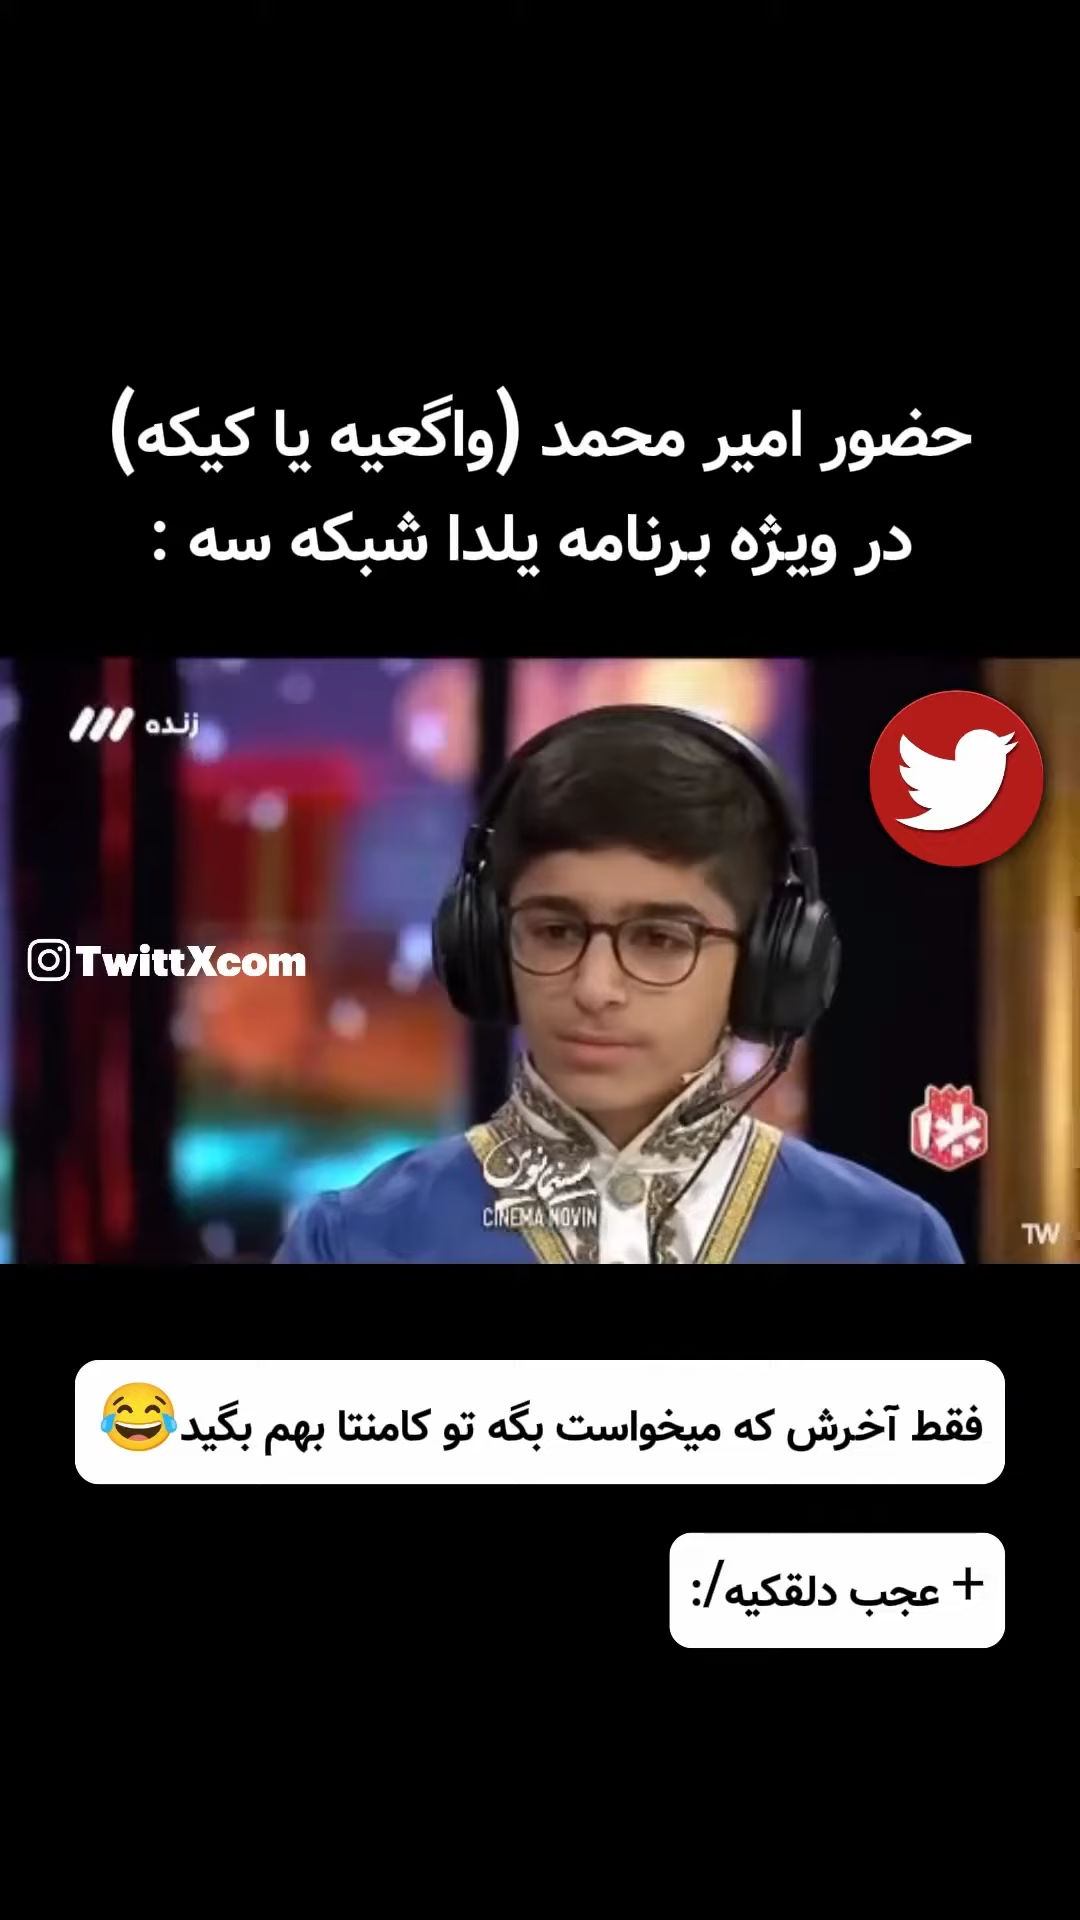 حضور امیر محمد (واگعیه یا کیکه)
در ویژه برنامه یلدا شبکه سه :
زنده
TwittXcom
سینمانوین
CINEMA NOVIN
TW
فقط آخرش که میخواست بگه تو کامنتا بهم بگید😂
+ عجب دلقکیه/: